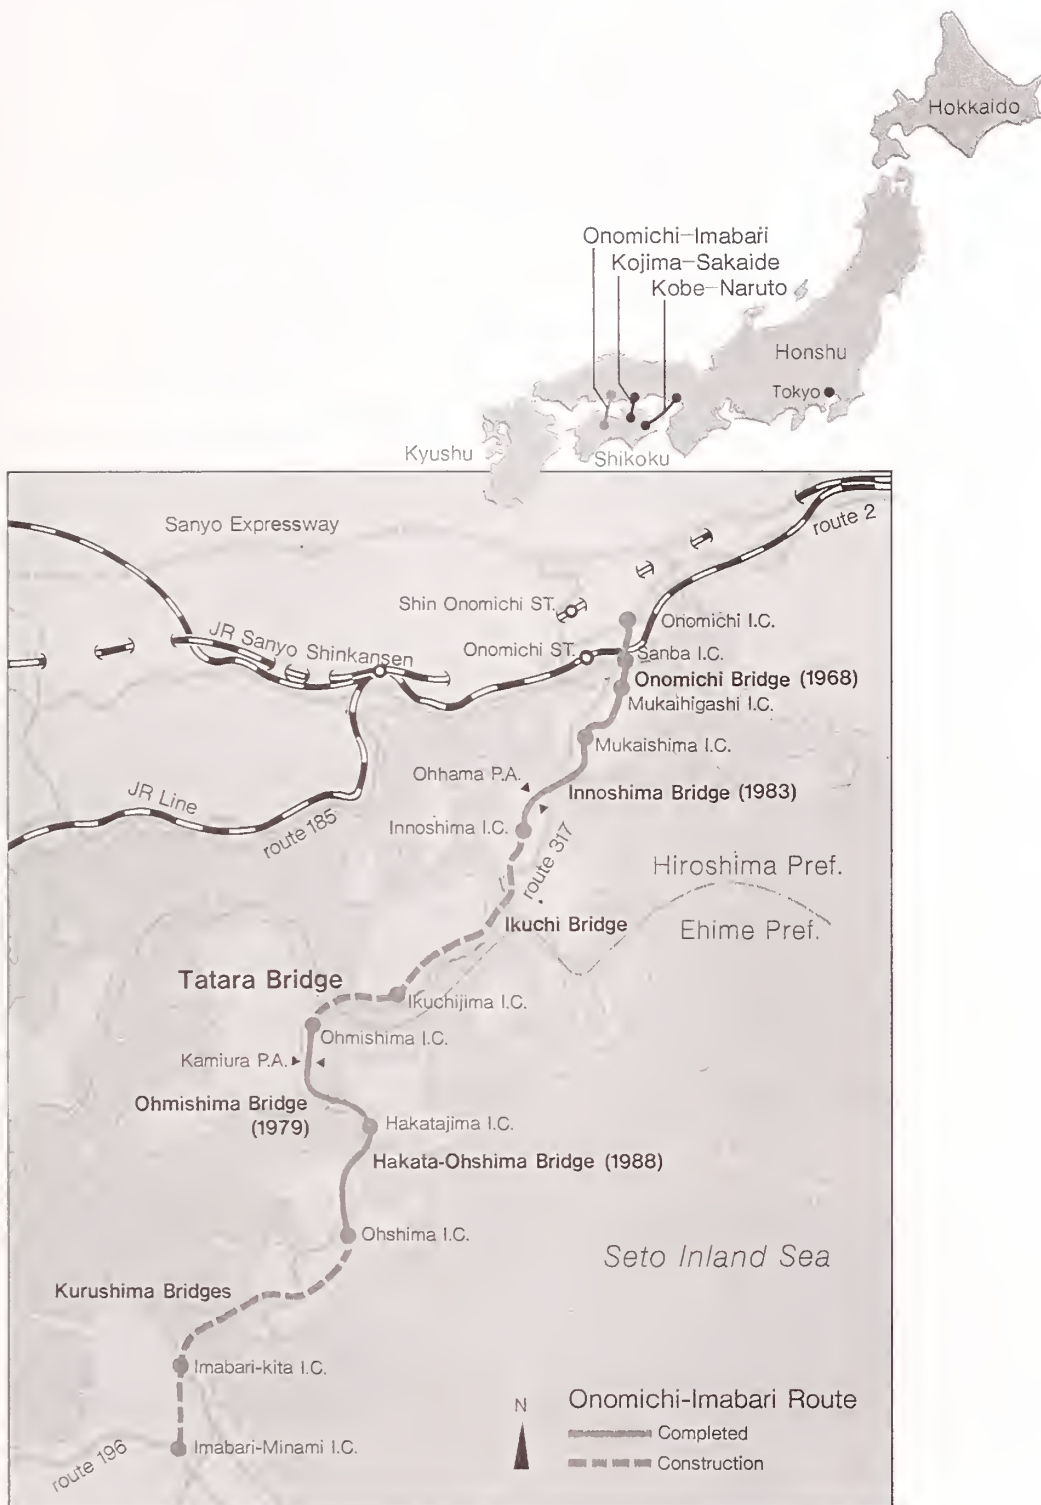 Hokkaido
Onomichi-Imabari
Kojima-Sakaide
Kobe-Naruto
Honshu
Tokyo
Kyushu
Shikoku
Sanyo Expressway
route 2
Shin Onomichi ST.
Onomichi I.C.
JR Sanyo Shinkansen
Onomichi ST.
Sanba I.C.
Onomichi Bridge (1968)
Mukaihigashi I.C.
Mukaishima I.C.
Ohhama P.A.
JR Line
Innoshima Bridge (1983)
route 185
Innoshima I.C.
route 317
Hiroshima Pref.
Ikuchi Bridge
Ehime Pref.
Tatara Bridge
Ikuchijima I.C.
Ohmishima I.C.
Kamiura P.A.
Ohmishima Bridge
(1979)
Hakatajima I.C.
Hakata-Ohshima Bridge (1988)
Ohshima I.C.
Seto Inland Sea
Kurushima Bridges
Imabari-kita I.C.
N
Onomichi-Imabari Route
Completed
Imabari-Minami I.C.
route 196
Construction